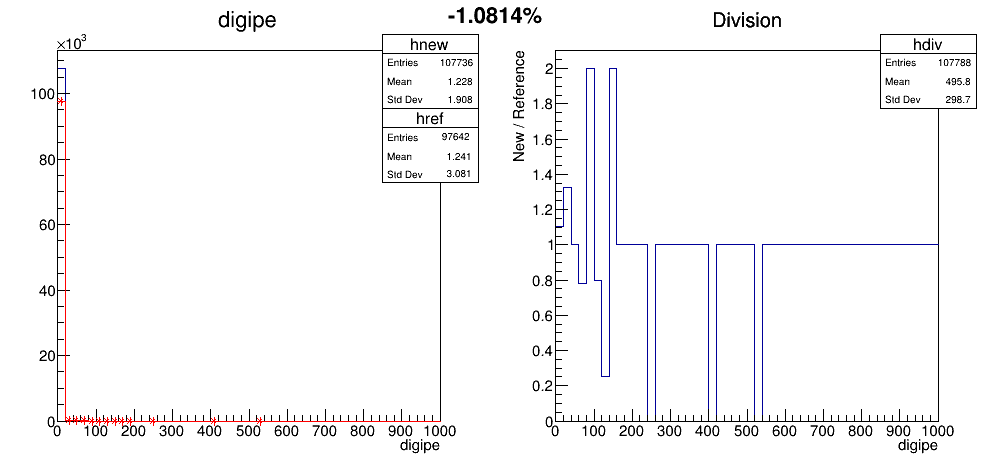 -1.0814%
digipe
×10³
hnew
Entries 107736
Mean 1.228
Std Dev 1.908
href
Entries 97642
Mean 1.241
Std Dev 3.081
100
80
60
40
20
0
0 100 200 300 400 500 600 700 800 900 1000
digipe
Division
hdiv
Entries 107788
Mean 495.8
Std Dev 298.7
New / Reference
2
1.8
1.6
1.4
1.2
1
0.8
0.6
0.4
0.2
0
0 100 200 300 400 500 600 700 800 900 1000
digipe